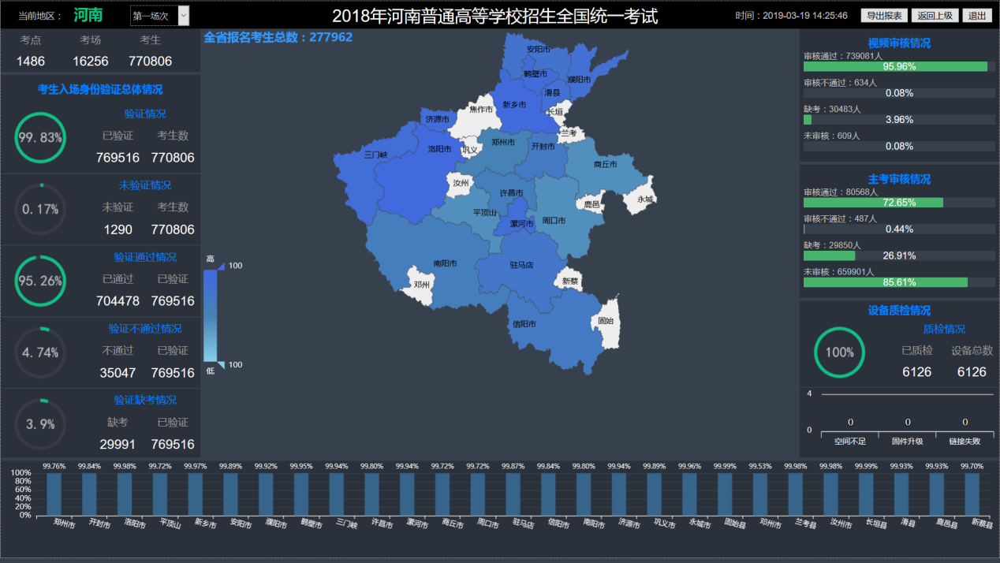 当前地区： 河南 第一场次 2018年河南普通高等学校招生全国统一考试 时间：2019-03-19 14:25:46 导出报表 返回上级 退出
考点 考场 考生
1486 16256 770806
考生入场身份验证总体情况
验证情况
99.83% 已验证 考生数
769516 770806
未验证情况
0.17% 未验证 考生数
1290 770806
验证通过情况
95.26% 已通过 已验证
704478 769516
验证不通过情况
4.74% 不通过 已验证
35047 769516
验证缺考情况
3.9% 缺考 已验证
29991 769516
全省报名考生总数：277962
安阳市
鹤壁市
濮阳市
滑县
新乡市
焦作市
长垣
济源市
兰考
郑州市
开封市
洛阳市
巩义
三门峡
商丘市
汝州
许昌市
永城
鹿邑
平顶山
周口市
漯河市
南阳市
驻马店
邓州
新蔡
信阳市
固始
高 100
低 100
视频审核情况
审核通过：739081人
95.96%
审核不通过：634人
0.08%
缺考：30483人
3.96%
未审核：609人
0.08%
主考审核情况
审核通过：80568人
72.65%
审核不通过：487人
0.44%
缺考：29850人
26.91%
未审核：659901人
85.61%
设备质检情况
质检情况
100% 已质检 设备总数
6126 6126
4
0 0 0
0
空间不足 固件升级 链接失败
99.76% 99.84% 99.98% 99.72% 99.97% 99.89% 99.92% 99.95% 99.94% 99.80% 99.94% 99.72% 99.72% 99.87% 99.84% 99.80% 99.94% 99.89% 99.96% 99.99% 99.53% 99.98% 99.98% 99.99% 99.93% 99.93% 99.70%
100%
80%
60%
40%
20%
0%
郑州市 开封市 洛阳市 平顶山 新乡市 安阳市 濮阳市 鹤壁市 三门峡 许昌市 漯河市 商丘市 周口市 驻马店 信阳市 南阳市 济源市 巩义市 永城市 固始县 邓州市 兰考县 汝州市 长垣县 滑县 鹿邑县 新蔡县